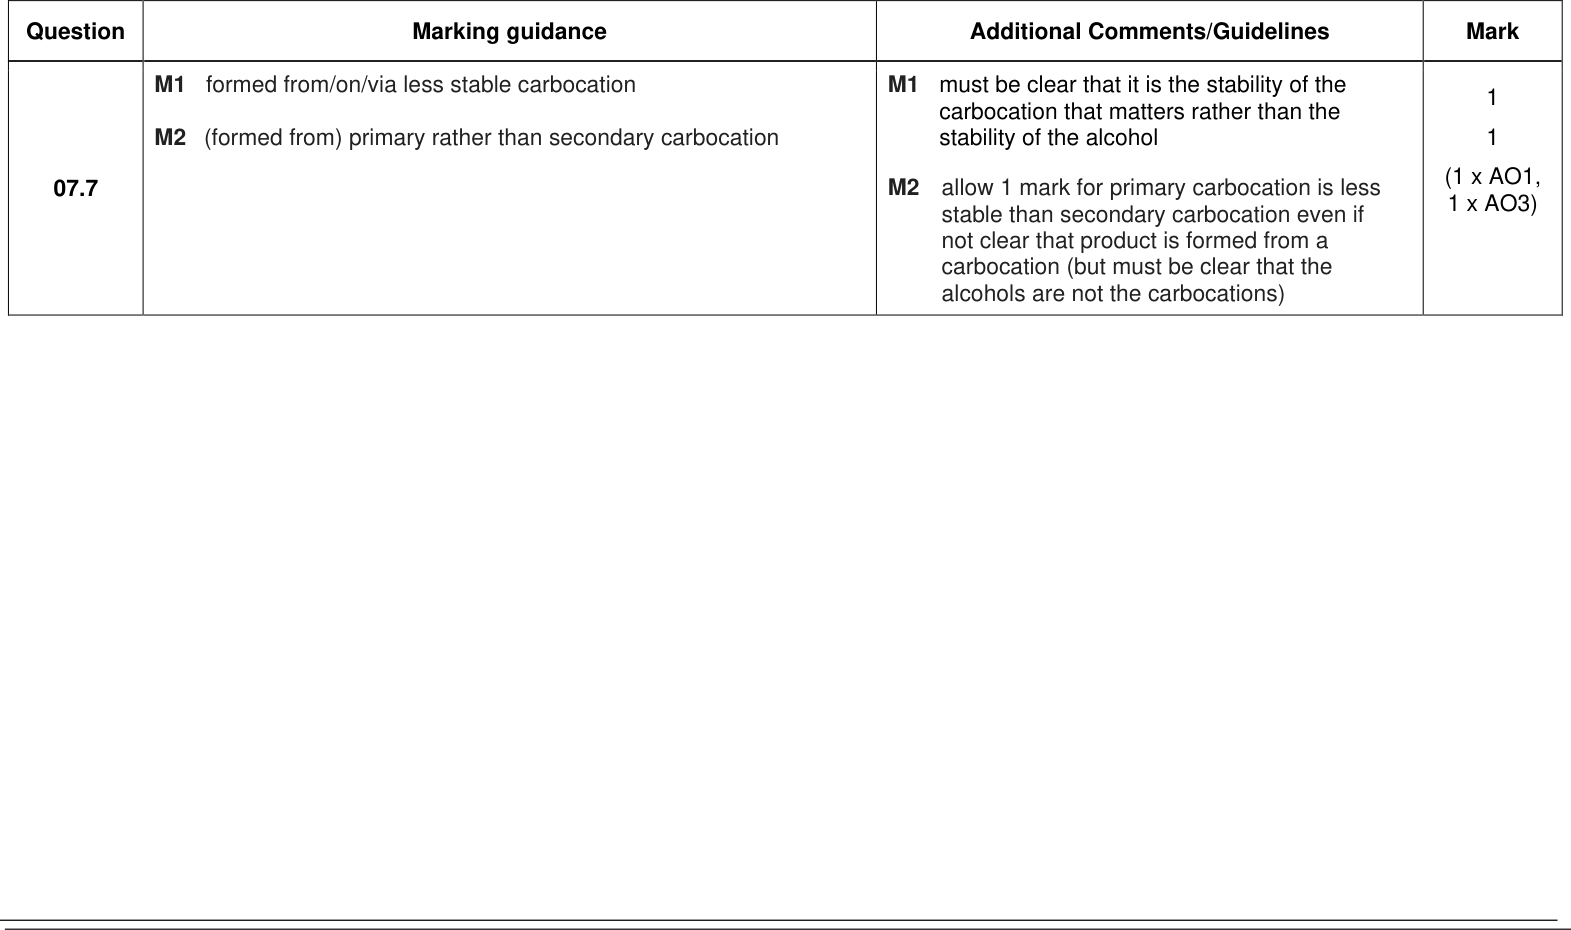 Question Marking guidance Additional Comments/Guidelines Mark
07.7
M1 formed from/on/via less stable carbocation
M2 (formed from) primary rather than secondary carbocation
M1 must be clear that it is the stability of the
carbocation that matters rather than the
stability of the alcohol
M2 allow 1 mark for primary carbocation is less
stable than secondary carbocation even if
not clear that product is formed from a
carbocation (but must be clear that the
alcohols are not the carbocations)
1
1
(1 x AO1,
1 x AO3)